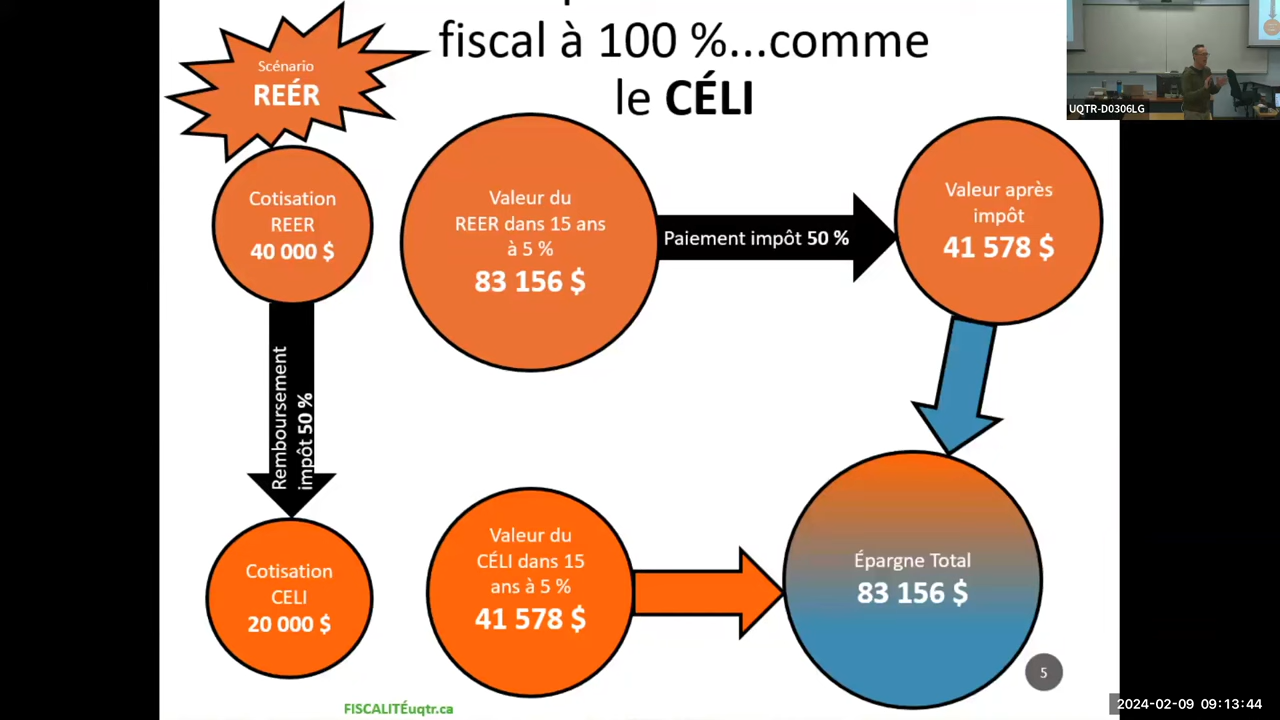 fiscal à 100 %...comme
le CÉLI
Scénario
REÉR
Cotisation
REER
40 000 $
Valeur du
REER dans 15 ans
à 5 %
83 156 $
Paiement impôt 50 %
Valeur après
impôt
41 578 $
Remboursement
impôt 50 %
Cotisation
CELI
20 000 $
Valeur du
CÉLI dans 15
ans à 5 %
41 578 $
Épargne Total
83 156 $
5
FISCALITÉuqtr.ca
UQTR-D0306LG
2024-02-09 09:13:44